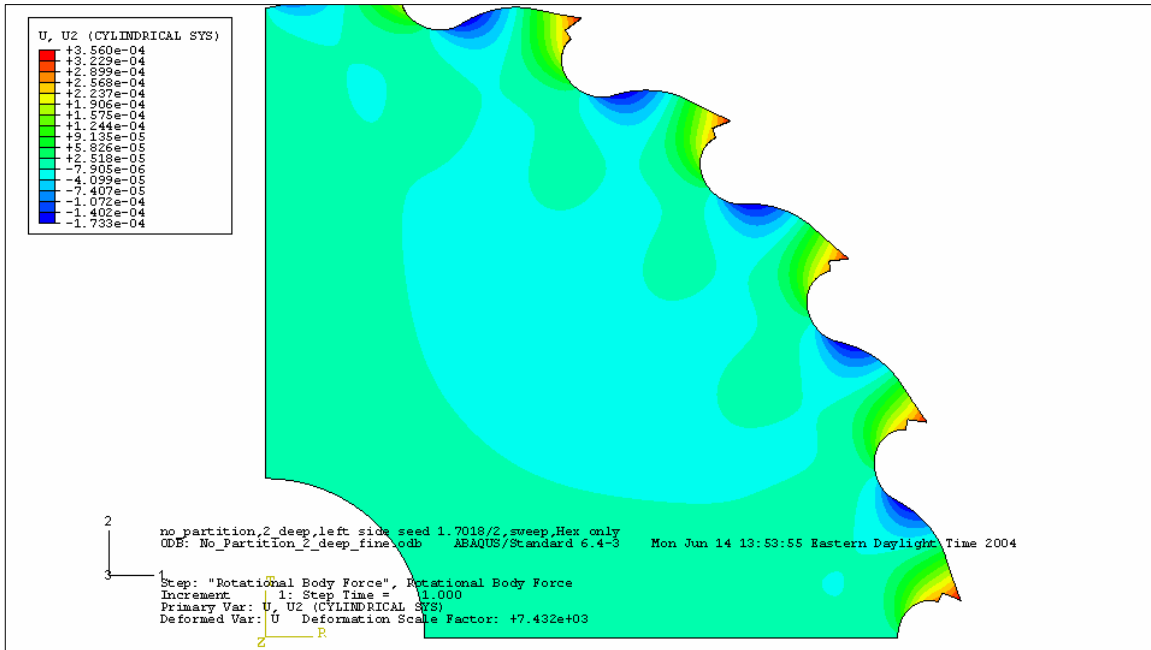 U, U2 (CYLINDRICAL SYS)
+3.560e-04
+3.229e-04
+2.899e-04
+2.568e-04
+2.237e-04
+1.906e-04
+1.575e-04
+1.244e-04
+9.135e-05
+5.826e-05
+2.518e-05
-7.905e-06
-4.099e-05
-7.407e-05
-1.072e-04
-1.402e-04
-1.733e-04
2
3 1
no_partition,2_deep,left side seed 1.7018/2,sweep,Hex only
ODB: No_Partition_2_deep_fine.odb ABAQUS/Standard 6.4-3 Mon Jun 14 13:53:55 Eastern Daylight Time 2004
Step: "Rotational Body Force", Rotational Body Force
Increment 1: Step Time = 1.000
Primary Var: U, U2 (CYLINDRICAL SYS)
Deformed Var: U Deformation Scale Factor: +7.432e+03
T
R
Z